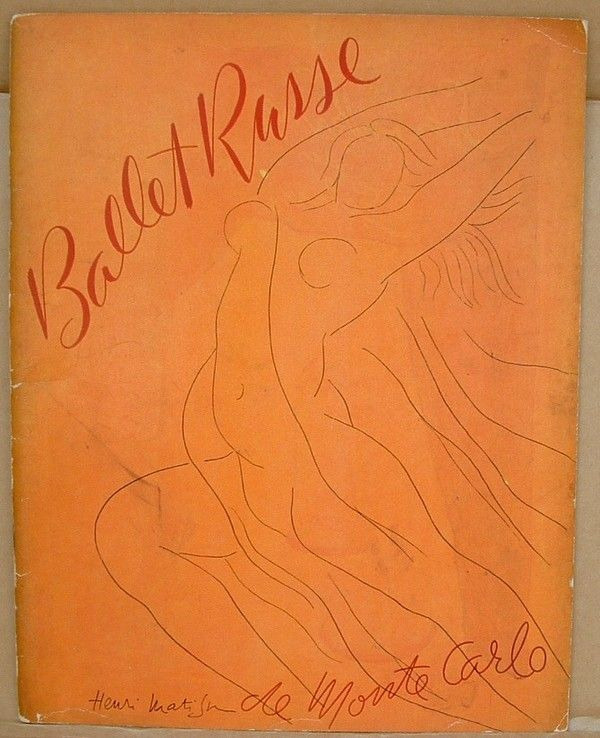 Ballet Russe
Henri Matisse de Monte Carlo